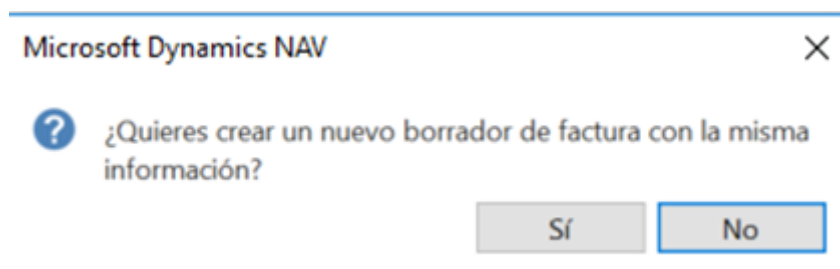 Microsoft Dynamics NAV
¿Quieres crear un nuevo borrador de factura con la misma
información?
Sí
No